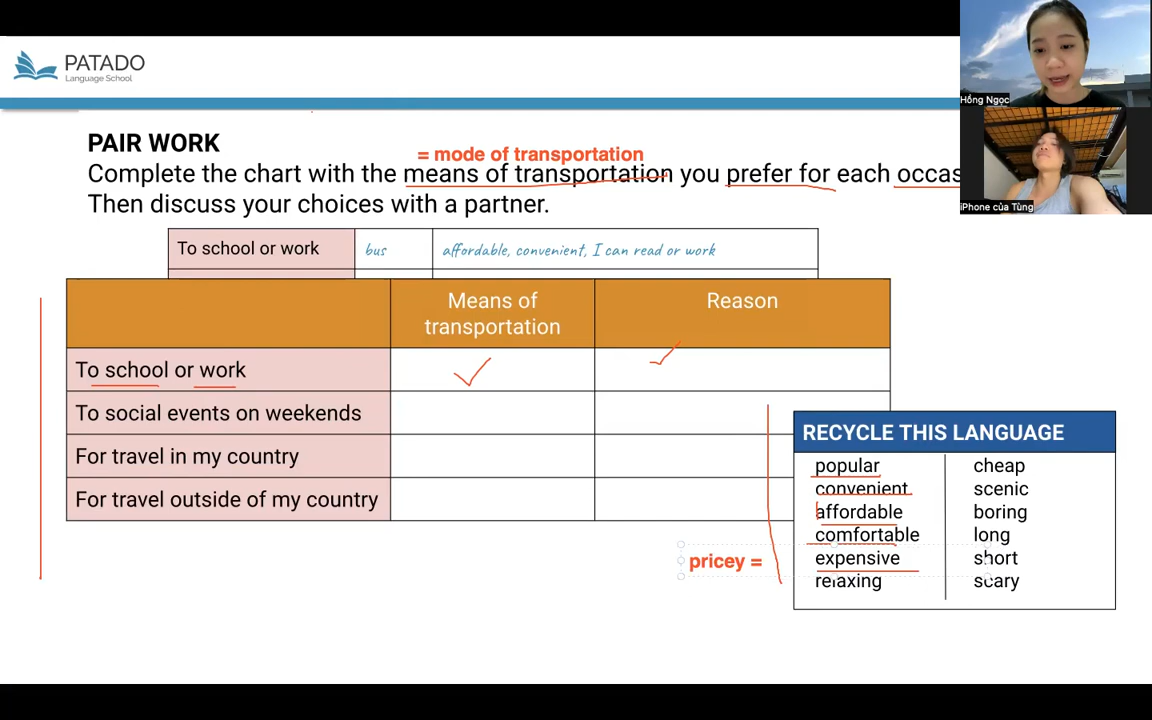 PATADO
Language School
Hồng Ngọc
iPhone của Tùng
PAIR WORK
= mode of transportation
Complete the chart with the means of transportation you prefer for each occas
Then discuss your choices with a partner.
To school or work bus affordable, convenient, I can read or work
Means of transportation Reason
To school or work
To social events on weekends
For travel in my country
For travel outside of my country
RECYCLE THIS LANGUAGE
popular cheap
convenient scenic
affordable boring
comfortable long
pricey = expensive short
relaxing scary